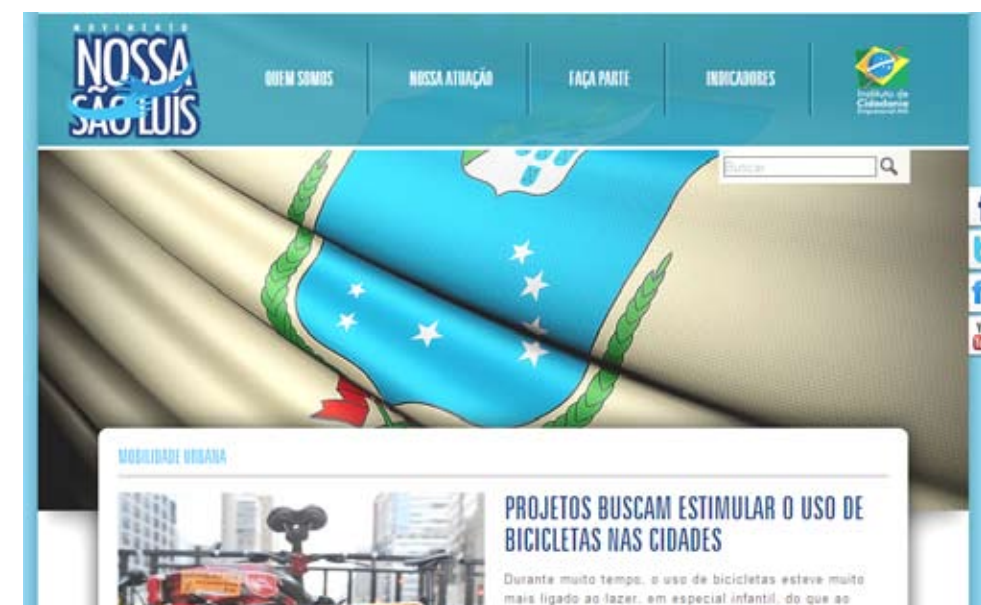 MOVIMENTO
NOSSA
SÃO LUÍS
QUEM SOMOS
NOSSA ATUAÇÃO
FAÇA PARTE
INDICADORES
Instituto de
Cidadania
Empresarial
Buscar
MOBILIDADE URBANA
PROJETOS BUSCAM ESTIMULAR O USO DE
BICICLETAS NAS CIDADES
Durante muito tempo, o uso de bicicletas esteve muito
mais ligado ao lazer, em especial infantil, do que ao